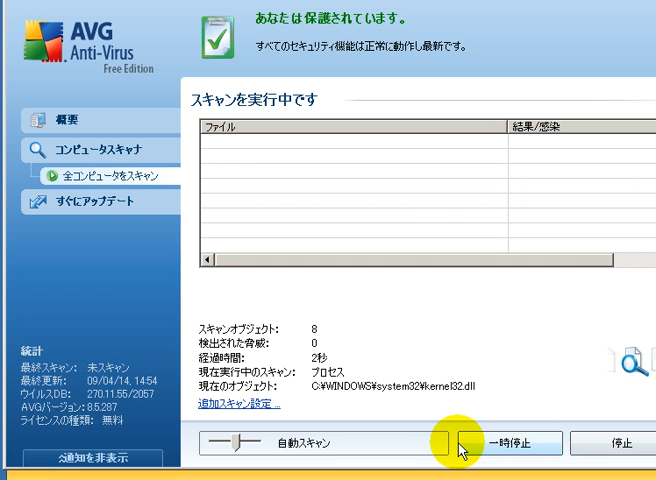 AVG
Anti-Virus
Free Edition
あなたは保護されています。
すべてのセキュリティ機能は正常に動作し最新です。
概要
コンピュータスキャナ
全コンピュータをスキャン
すぐにアップデート
スキャンを実行中です
ファイル 結果/感染
スキャンオブジェクト: 8
検出された脅威: 0
経過時間: 2秒
現在実行中のスキャン: プロセス
現在のオブジェクト: C:¥WINDOWS¥system32¥kernel32.dll
追加スキャン設定 ...
統計
最終スキャン: 未スキャン
最終更新: 09/04/14, 14:54
ウイルスDB: 270.11.55/2057
AVGバージョン: 8.5.287
ライセンスの種類: 無料
通知を非表示
自動スキャン
一時停止
停止